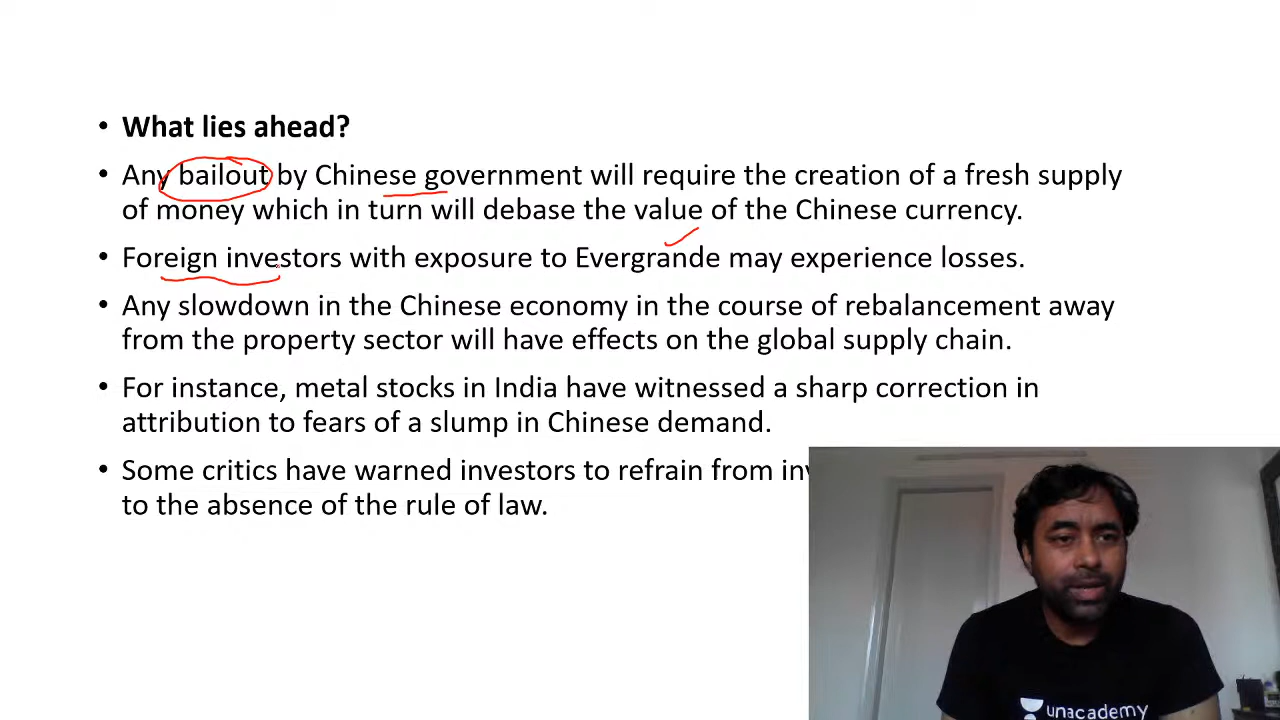 • What lies ahead?
• Any bailout by Chinese government will require the creation of a fresh supply
of money which in turn will debase the value of the Chinese currency.
• Foreign investors with exposure to Evergrande may experience losses.
• Any slowdown in the Chinese economy in the course of rebalancement away
from the property sector will have effects on the global supply chain.
• For instance, metal stocks in India have witnessed a sharp correction in
attribution to fears of a slump in Chinese demand.
• Some critics have warned investors to refrain from
to the absence of the rule of law.
unacademy